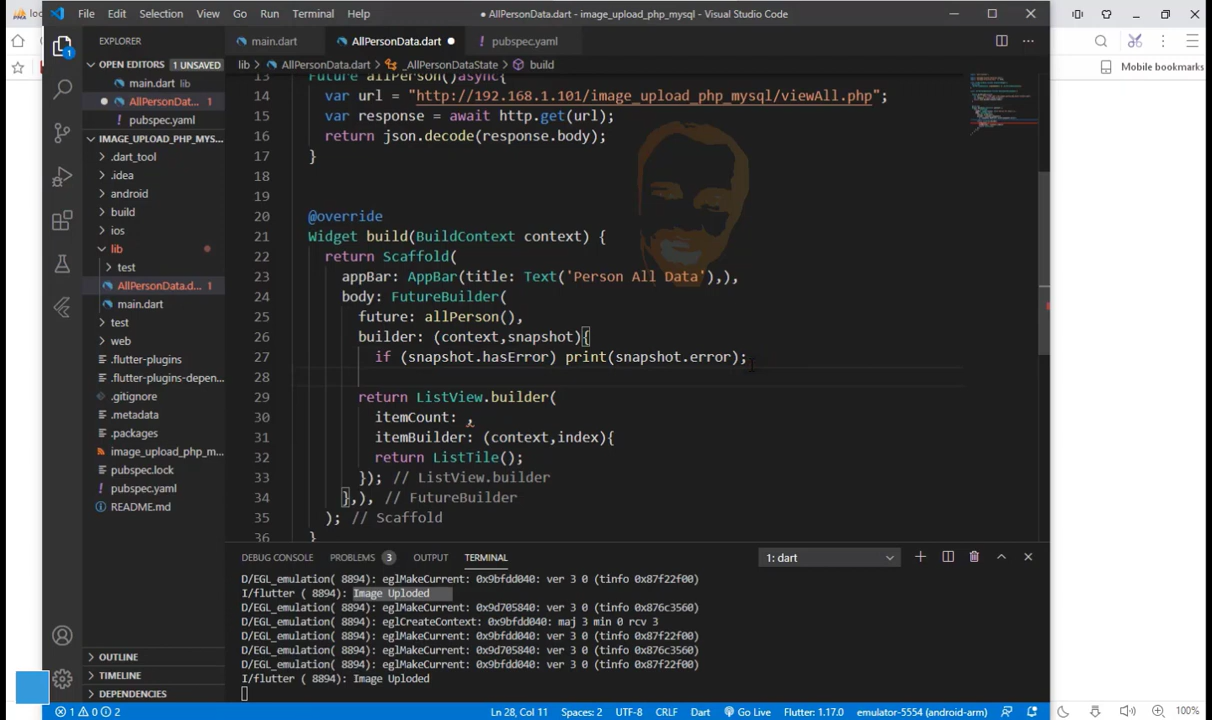 loc
File Edit Selection View Go Run Terminal Help
● AllPersonData.dart - image_upload_php_mysql - Visual Studio Code
EXPLORER
main.dart
AllPersonData.dart ●
! pubspec.yaml
OPEN EDITORS 1 UNSAVED
lib > AllPersonData.dart > _AllPersonDataState > build
main.dart
AllPersonDat... 1
! pubspec.yaml
IMAGE_UPLOAD_PHP_MYS...
.dart_tool
.idea
android
build
ios
lib
test
AllPersonData.d... 1
main.dart
test
web
.flutter-plugins
.flutter-plugins-depen...
.gitignore
.metadata
.packages
image_upload_php_m...
pubspec.lock
! pubspec.yaml
README.md
OUTLINE
TIMELINE
DEPENDENCIES
13 Future allPerson()async{
14 var url = "http://192.168.1.101/image_upload_php_mysql/viewAll.php";
15 var response = await http.get(url);
16 return json.decode(response.body);
17 }
18
19
20 @override
21 Widget build(BuildContext context) {
22 return Scaffold(
23 appBar: AppBar(title: Text('Person All Data'),),
24 body: FutureBuilder(
25 future: allPerson(),
26 builder: (context,snapshot){
27 if (snapshot.hasError) print(snapshot.error);
28
29 return ListView.builder(
30 itemCount: ,
31 itemBuilder: (context,index){
32 return ListTile();
33 }); // ListView.builder
34 },), // FutureBuilder
35 ); // Scaffold
36 }
DEBUG CONSOLE PROBLEMS 3 OUTPUT TERMINAL 1: dart
D/EGL_emulation( 8894): eglMakeCurrent: 0x9bfdd040: ver 3 0 (tinfo 0x87f22f00)
I/flutter ( 8894): Image Uploded
D/EGL_emulation( 8894): eglMakeCurrent: 0x9d705840: ver 3 0 (tinfo 0x876c3560)
D/EGL_emulation( 8894): eglCreateContext: 0x9bfdd040: maj 3 min 0 rcv 3
D/EGL_emulation( 8894): eglMakeCurrent: 0x9bfdd040: ver 3 0 (tinfo 0x87f22f00)
D/EGL_emulation( 8894): eglMakeCurrent: 0x9d705840: ver 3 0 (tinfo 0x876c3560)
D/EGL_emulation( 8894): eglMakeCurrent: 0x9bfdd040: ver 3 0 (tinfo 0x87f22f00)
I/flutter ( 8894): Image Uploded
1 0 2
Ln 28, Col 11 Spaces: 2 UTF-8 CRLF Dart Go Live Flutter: 1.17.0 emulator-5554 (android-arm)
Mobile bookmarks
100%